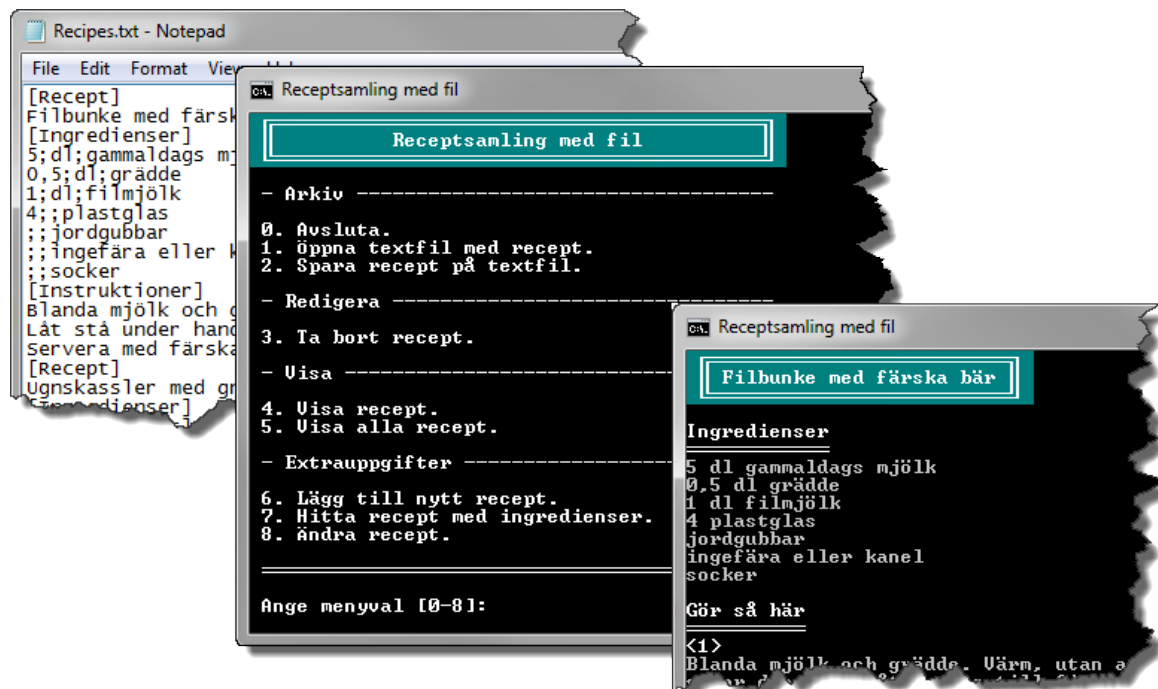 Recipes.txt - Notepad
File Edit Format View
[Recept]
Filbunke med färsk
[Ingredienser]
5;dl;gammaldags mj
0,5;dl;grädde
1;dl;filmjölk
4;;plastglas
;;jordgubbar
;;ingefära eller k
;;socker
[Instruktioner]
Blanda mjölk och g
Låt stå under hand
Servera med färska
[Recept]
Ugnskassler med gr
Receptsamling med fil
Receptsamling med fil
- Arkiv -
0. Avsluta.
1. Öppna textfil med recept.
2. Spara recept på textfil.
- Redigera -
3. Ta bort recept.
- Visa -
4. Visa recept.
5. Visa alla recept.
- Extrauppgifter -
6. Lägg till nytt recept.
7. Hitta recept med ingredienser.
8. Ändra recept.
Ange menyval [0-8]:
Receptsamling med fil
Filbunke med färska bär
Ingredienser
5 dl gammaldags mjölk
0,5 dl grädde
1 dl filmjölk
4 plastglas
jordgubbar
ingefära eller kanel
socker
Gör så här
<1>
Blanda mjölk och grädde. Värm, utan a